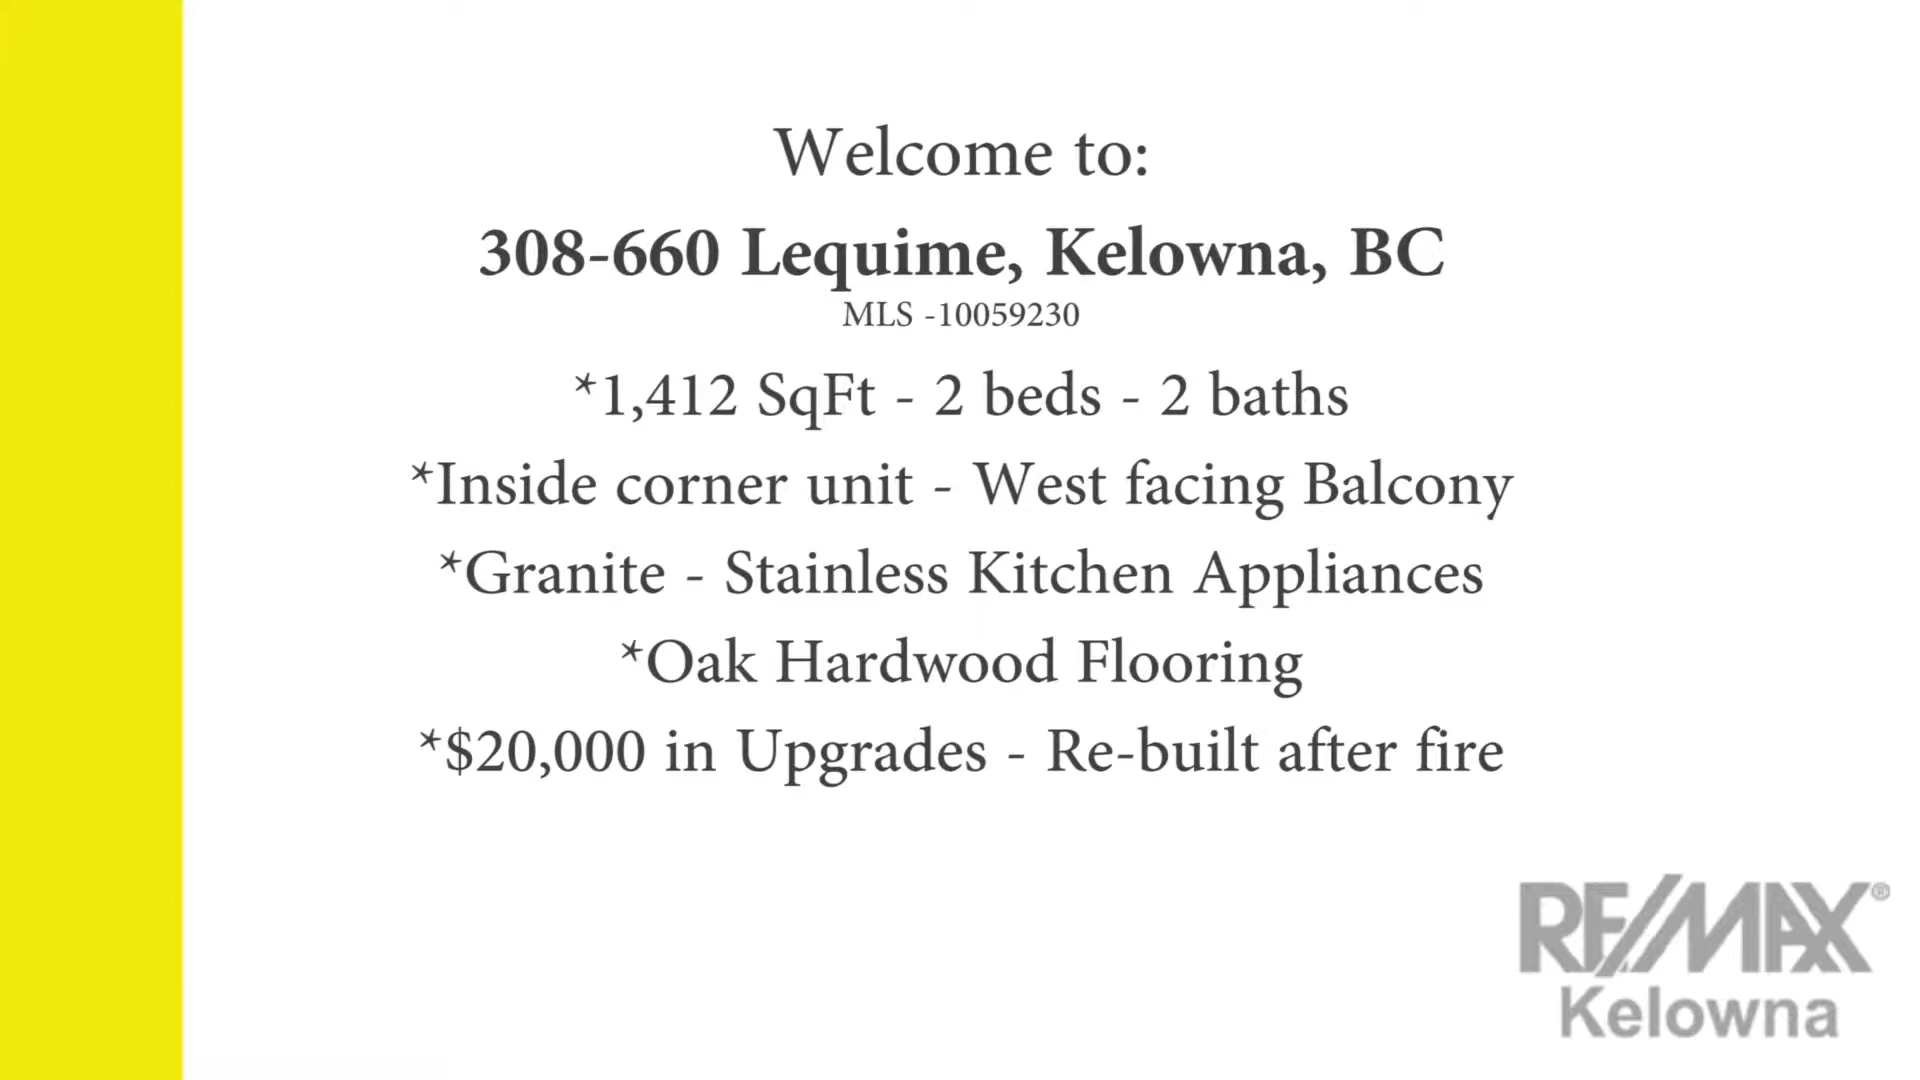 Welcome to:
308-660 Lequime, Kelowna, BC
MLS -10059230
*1,412 SqFt - 2 beds - 2 baths
*Inside corner unit - West facing Balcony
*Granite - Stainless Kitchen Appliances
*Oak Hardwood Flooring
*$20,000 in Upgrades - Re-built after fire
RE/MAX®
Kelowna